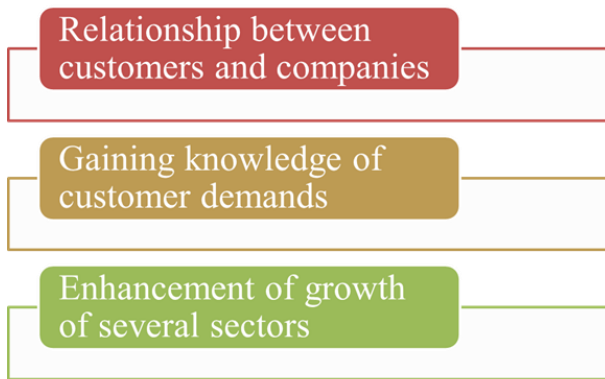 Relationship between
customers and companies
Gaining knowledge of
customer demands
Enhancement of growth
of several sectors